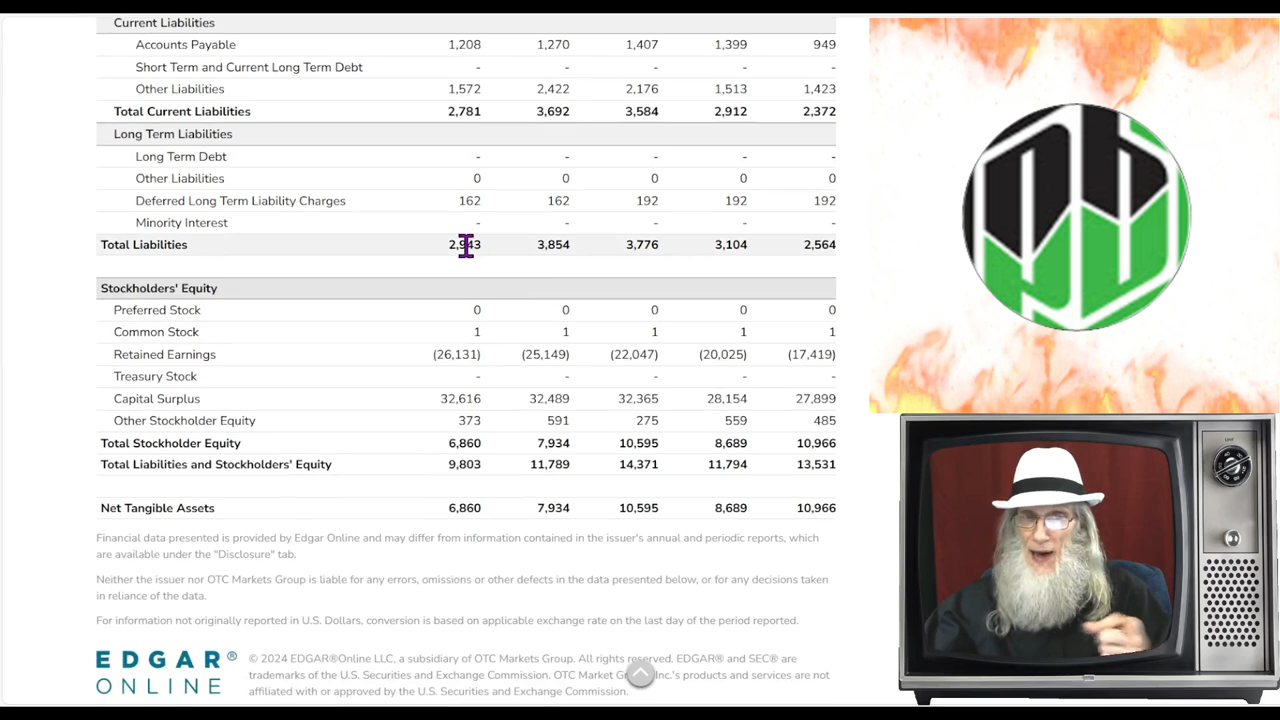 Current Liabilities
Accounts Payable 1,208 1,270 1,407 1,399 949
Short Term and Current Long Term Debt - - - - -
Other Liabilities 1,572 2,422 2,176 1,513 1,423
Total Current Liabilities 2,781 3,692 3,584 2,912 2,372
Long Term Liabilities
Long Term Debt - - - - -
Other Liabilities 0 0 0 0 0
Deferred Long Term Liability Charges 162 162 192 192 192
Minority Interest - - - - -
Total Liabilities 2,943 3,854 3,776 3,104 2,564
Stockholders' Equity
Preferred Stock 0 0 0 0 0
Common Stock 1 1 1 1 1
Retained Earnings (26,131) (25,149) (22,047) (20,025) (17,419)
Treasury Stock - - - - -
Capital Surplus 32,616 32,489 32,365 28,154 27,899
Other Stockholder Equity 373 591 275 559 485
Total Stockholder Equity 6,860 7,934 10,595 8,689 10,966
Total Liabilities and Stockholders' Equity 9,803 11,789 14,371 11,794 13,531
Net Tangible Assets 6,860 7,934 10,595 8,689 10,966
Financial data presented is provided by Edgar Online and may differ from information contained in the issuer's annual and periodic reports, which
are available under the "Disclosure" tab.
Neither the issuer nor OTC Markets Group is liable for any errors, omissions or other defects in the data presented below, or for any decisions taken
in reliance of the data.
For information not originally reported in U.S. Dollars, conversion is based on applicable exchange rate on the last day of the period reported.
EDGAR®
ONLINE
© 2024 EDGAR®Online LLC, a subsidiary of OTC Markets Group. All rights reserved. EDGAR® and SEC® are
trademarks of the U.S. Securities and Exchange Commission. OTC Market Inc.'s products and services are not
affiliated with or approved by the U.S. Securities and Exchange Commission.